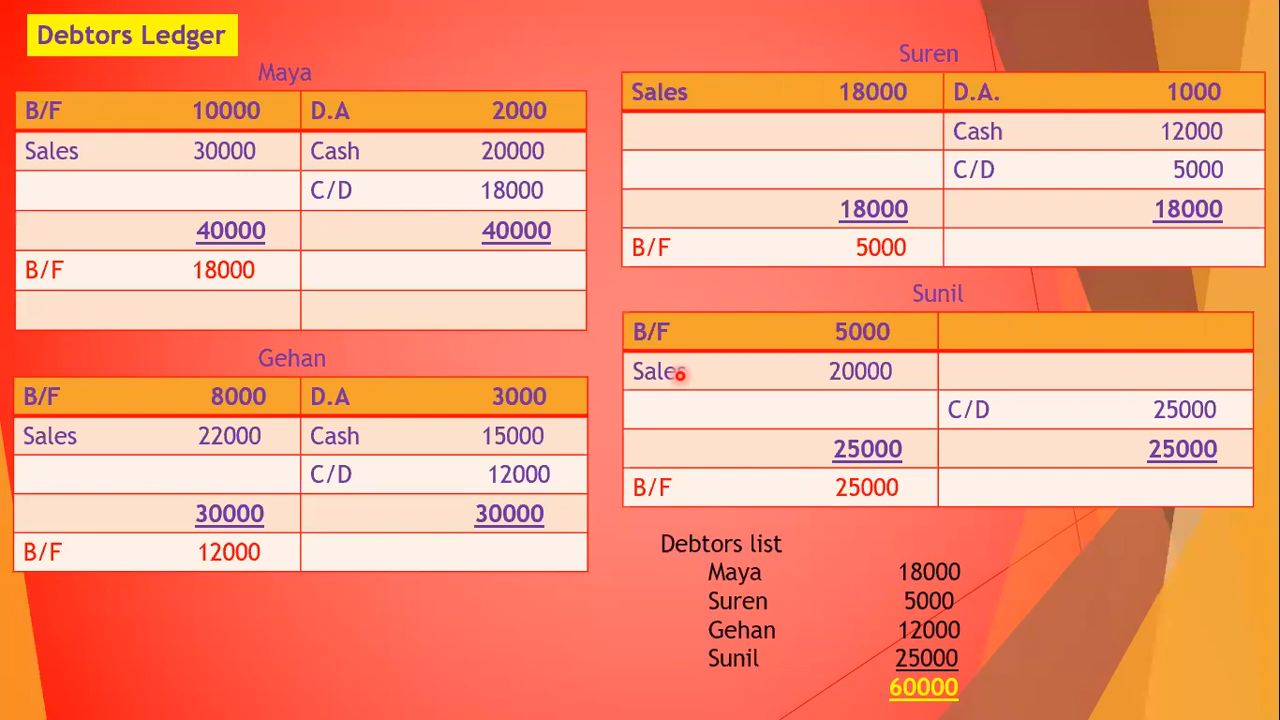 Debtors Ledger
Maya
B/F 10000 D.A 2000
Sales 30000 Cash 20000
C/D 18000
40000 40000
B/F 18000
Gehan
B/F 8000 D.A 3000
Sales 22000 Cash 15000
C/D 12000
30000 30000
B/F 12000
Suren
Sales 18000 D.A. 1000
Cash 12000
C/D 5000
18000 18000
B/F 5000
Sunil
B/F 5000
Sales 20000
C/D 25000
25000 25000
B/F 25000
Debtors list
Maya 18000
Suren 5000
Gehan 12000
Sunil 25000
60000